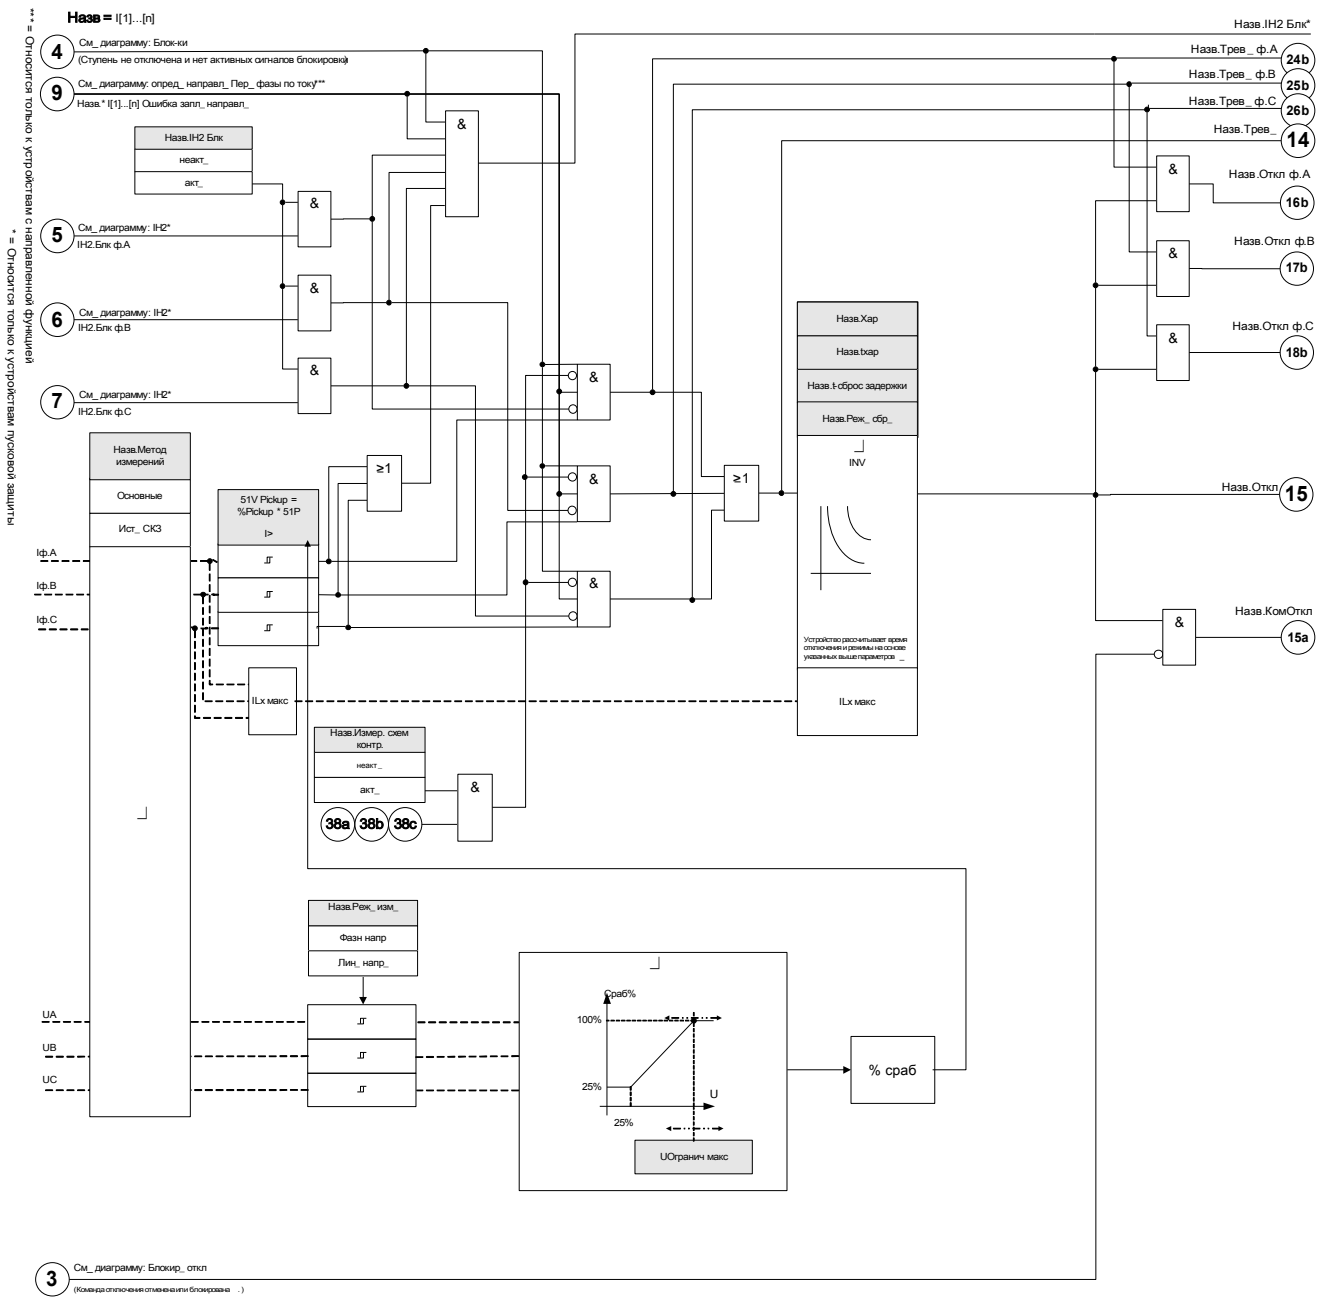 Назв = I[1]...[n]
*** = Относится только к устройствам с направленной функцией
* = Относится только к устройствам пусковой защиты
4
См_ диаграмму: Блок-ки
(Ступень не отключена и нет активных сигналов блокировки)
9
См_ диаграмму: опред_ направл_ Пер_ фазы по току***
Назв.* I[1]...[n] Ошибка запл_ направл_
Назв.IH2 Блк
неакт_
акт_
&
&
5
См_ диаграмму: IH2*
IH2.Блк ф.A
&
6
См_ диаграмму: IH2*
IH2.Блк ф.B
&
7
См_ диаграмму: IH2*
IH2.Блк ф.C
Назв.IH2 Блк*
Назв.Трев_ ф.A
24b
Назв.Трев_ ф.B
25b
Назв.Трев_ ф.C
26b
Назв.Трев_
14
&
Назв.Откл ф.A
16b
&
Назв.Откл ф.B
17b
&
Назв.Откл ф.C
18b
Назв.Метод
измерений
Основные
Ист_ СКЗ
51V Pickup =
%Pickup * 51P
I>
≥1
&
&
&
≥1
Назв.Хар
Назв.tхар
Назв.t-сброс задержки
Назв.Реж_ сбр_
INV
Устройство рассчитывает время
отключения и режимы на основе
указанных выше параметров _
ILx макс
Назв.Откл
15
Iф.A
Iф.B
Iф.C
ILx макс
&
Назв.КомОткл
15a
Назв.Измер. схем
контр.
неакт_
акт_
&
38a
38b
38c
Назв.Реж_ изм_
Фазн напр
Лин_ напр_
UA
UB
UC
Сраб%
100%
25%
25%
U
UОгранич макс
% сраб
3
См_ диаграмму: Блокир_ откл
(Команда отключения отменена или блокирована .)